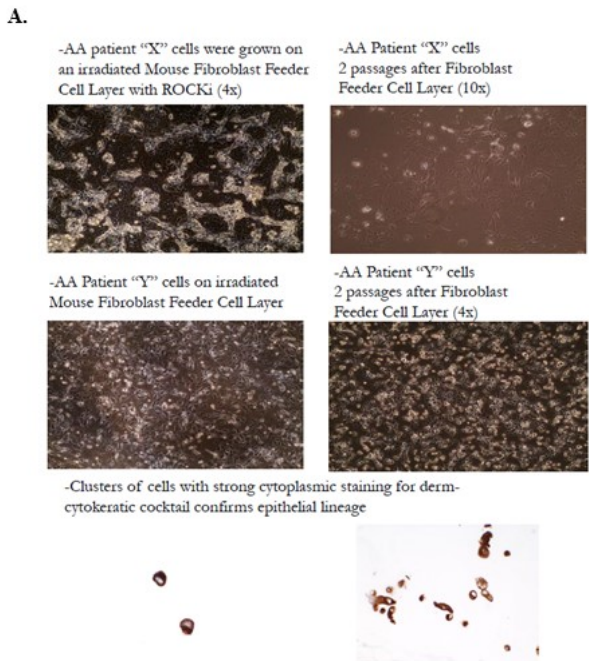 A.
-AA patient “X” cells were grown on
an irradiated Mouse Fibroblast Feeder
Cell Layer with ROCKi (4x)
-AA Patient “X” cells
2 passages after Fibroblast
Feeder Cell Layer (10x)
-AA Patient “Y” cells on irradiated
Mouse Fibroblast Feeder Cell Layer
-AA Patient “Y” cells
2 passages after Fibroblast
Feeder Cell Layer (4x)
-Clusters of cells with strong cytoplasmic staining for derm-
cytokeratic cocktail confirms epithelial lineage